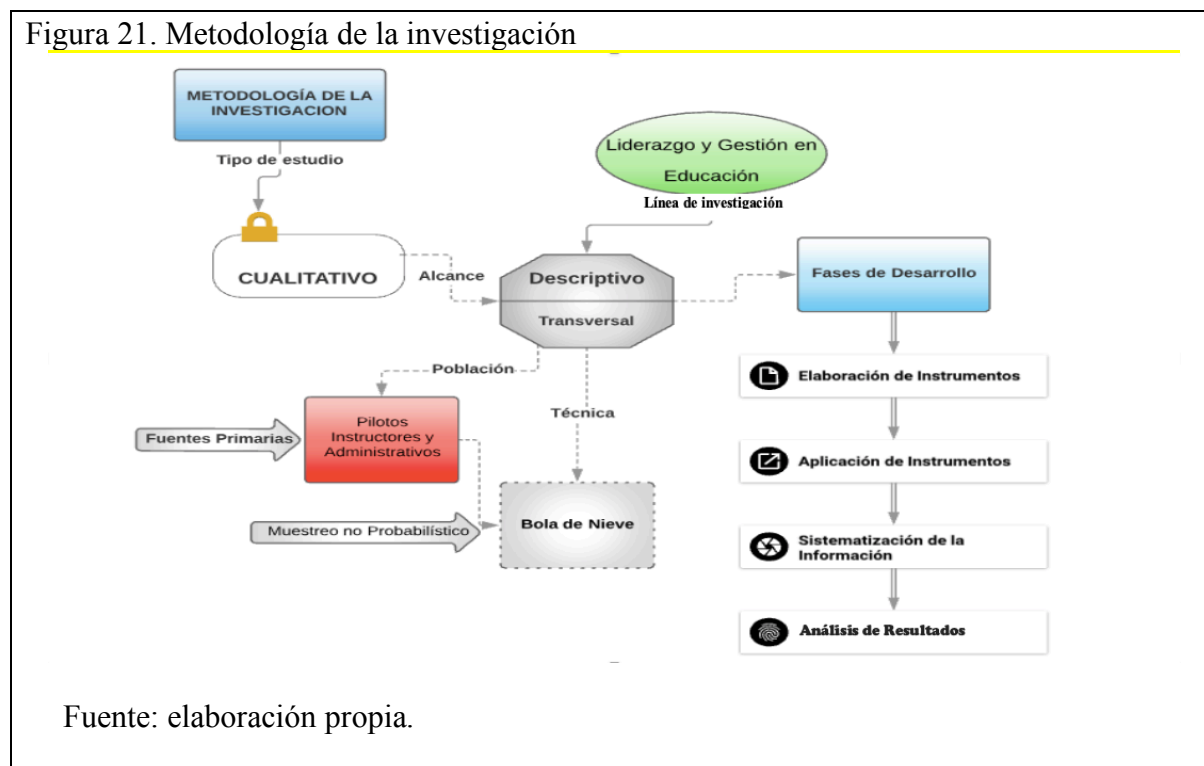 Figura 21. Metodología de la investigación
METODOLOGÍA DE LA
INVESTIGACION
Tipo de estudio
CUALITATIVO
Alcance
Liderazgo y Gestión en
Educación
Línea de investigación
Descriptivo
Transversal
Población
Técnica
Fuentes Primarias
Pilotos
Instructores y
Administrativos
Muestreo no Probabilístico
Bola de Nieve
Fases de Desarrollo
Elaboración de Instrumentos
Aplicación de Instrumentos
Sistematización de la
Información
Análisis de Resultados
Fuente: elaboración propia.